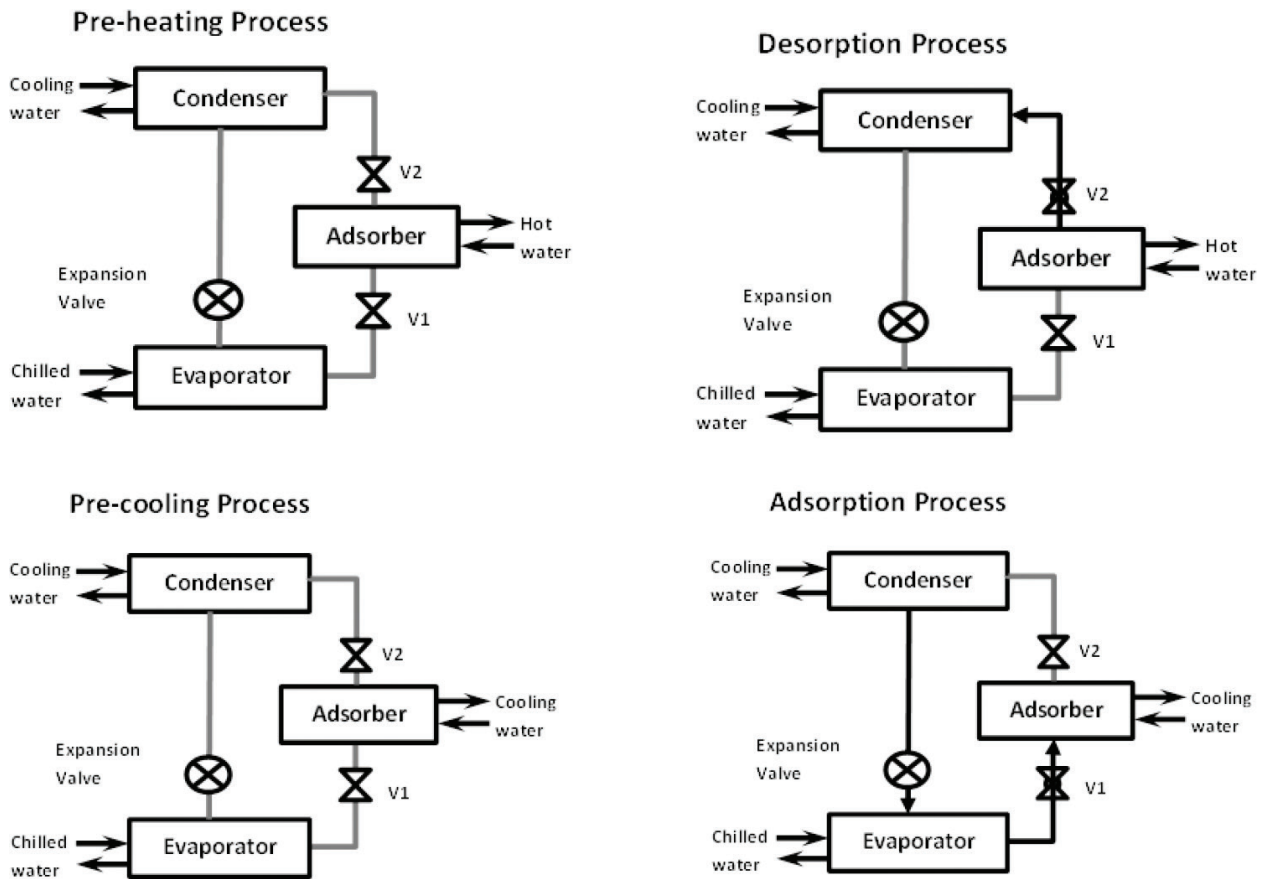 Pre-heating Process
Cooling
water
Condenser
V2
Adsorber
Hot
water
Expansion
Valve
V1
Chilled
water
Evaporator
Desorption Process
Cooling
water
Condenser
V2
Adsorber
Hot
water
Expansion
Valve
V1
Chilled
water
Evaporator
Pre-cooling Process
Cooling
water
Condenser
V2
Adsorber
Cooling
water
Expansion
Valve
V1
Chilled
water
Evaporator
Adsorption Process
Cooling
water
Condenser
V2
Adsorber
Cooling
water
Expansion
Valve
V1
Chilled
water
Evaporator